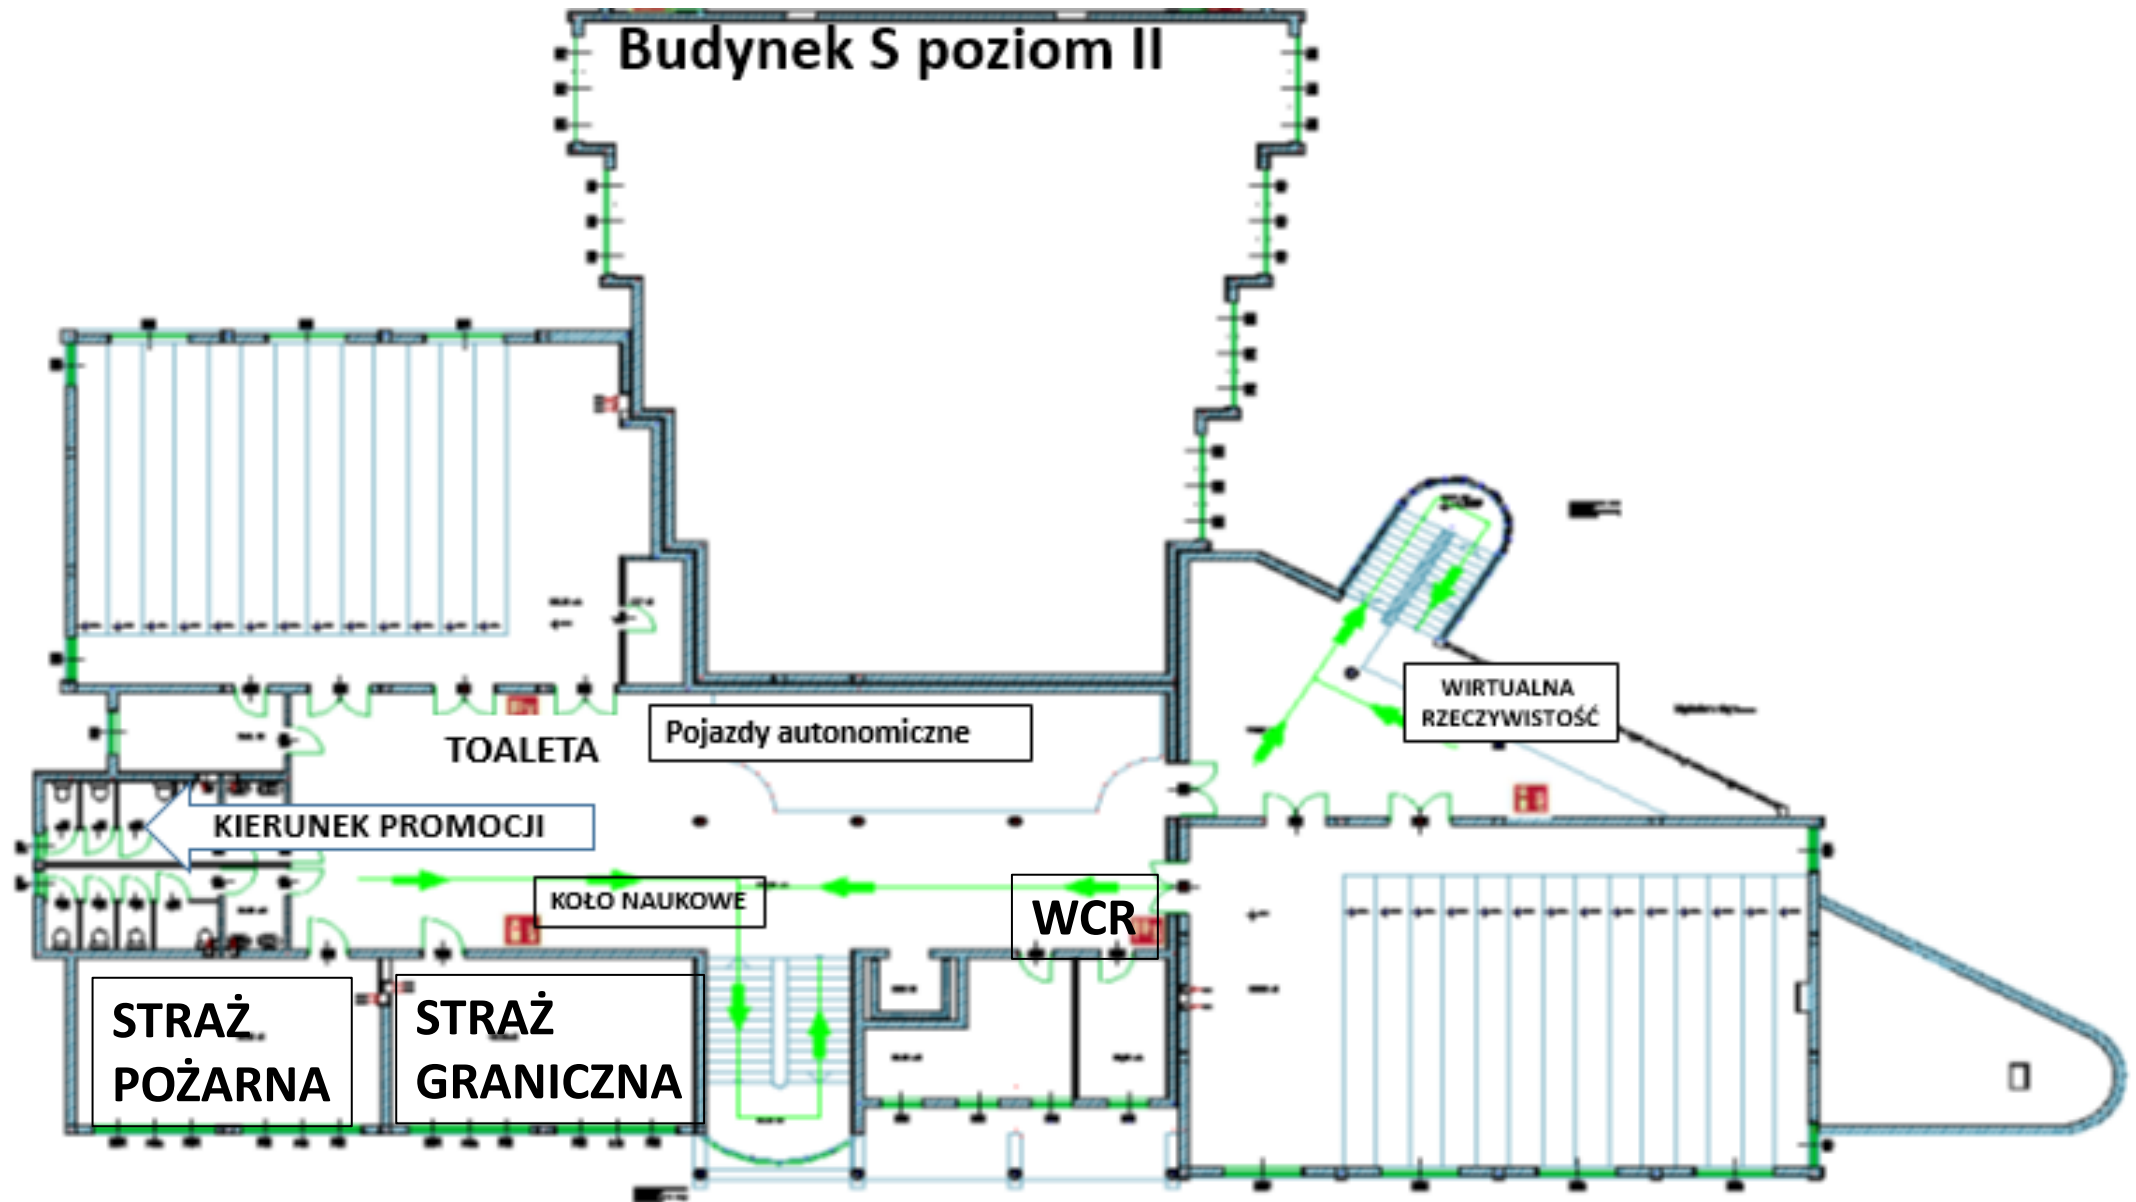 Budynek S poziom II
WIRTUALNA
RZECZYWISTOŚĆ
Pojazdy autonomiczne
TOALETA
KIERUNEK PROMOCJI
KOŁO NAUKOWE
WCR
STRAŻ
POŻARNA
STRAŻ
GRANICZNA